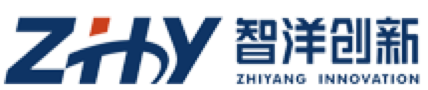 ZHY 智洋创新
ZHIYANG INNOVATION